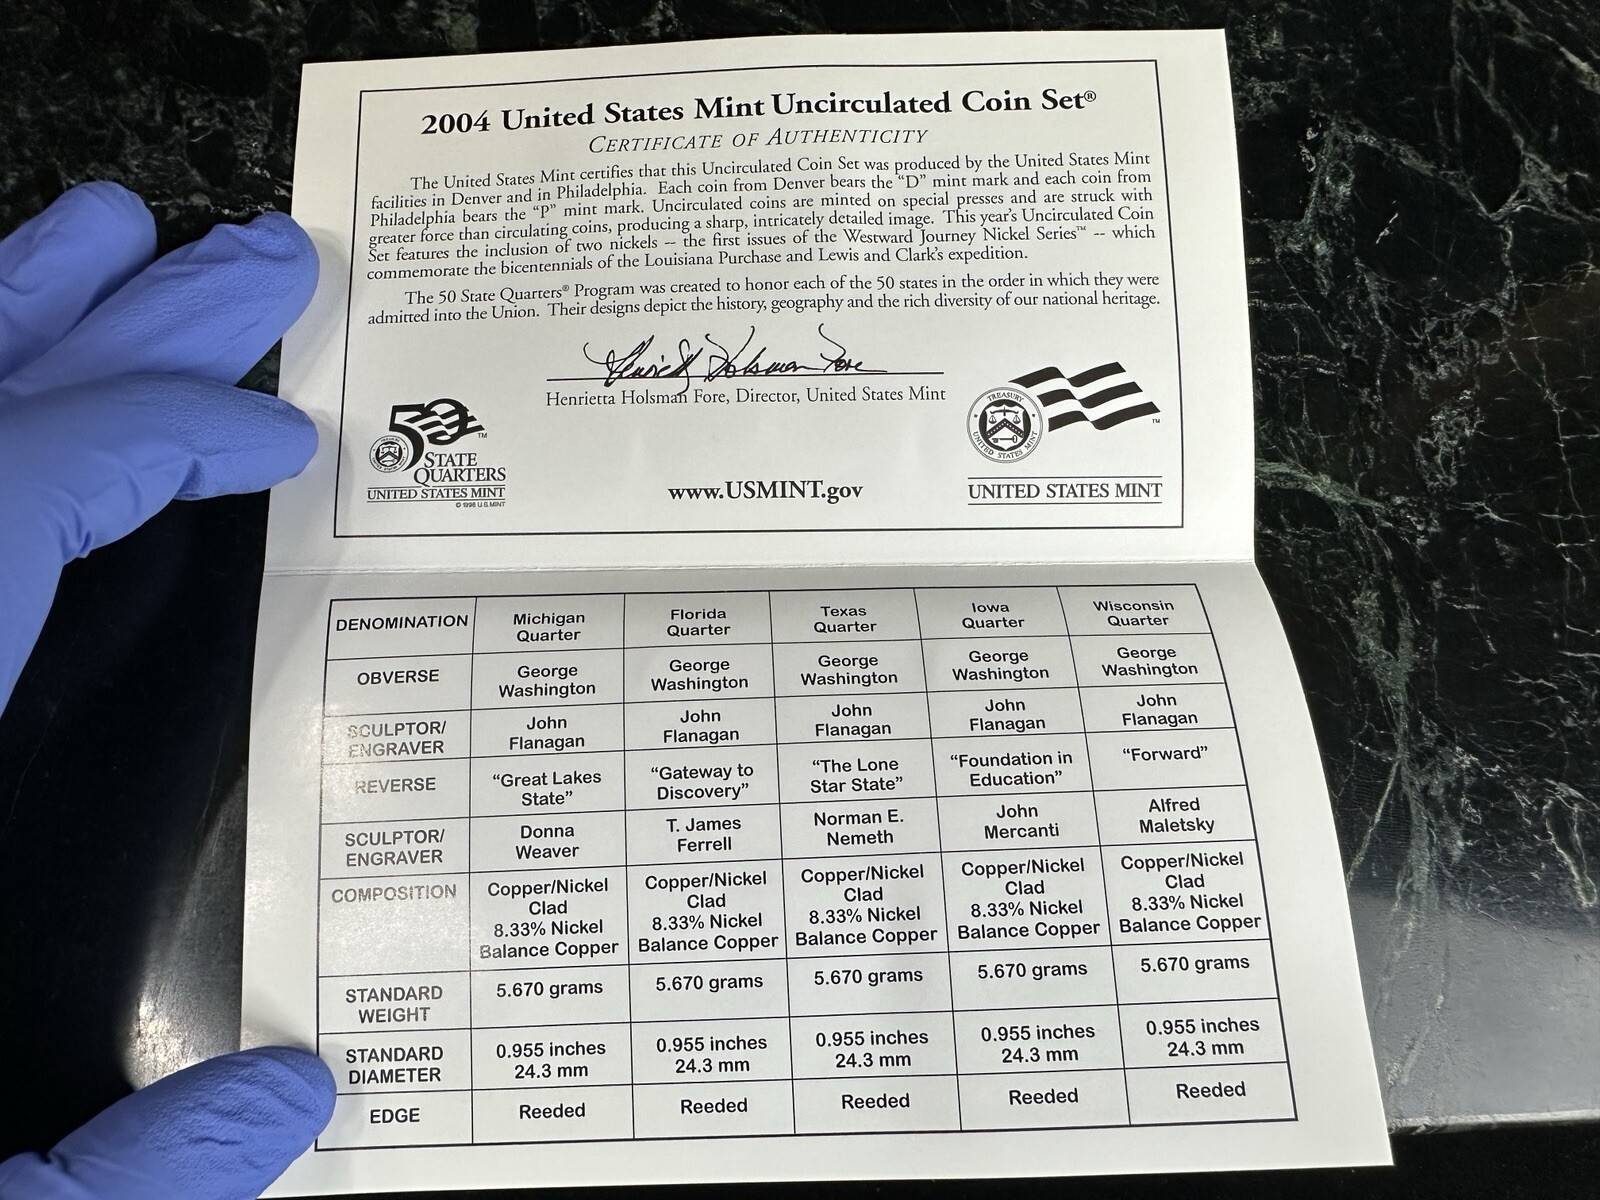 2004 United States Mint Uncirculated Coin Set®
CERTIFICATE OF AUTHENTICITY
The United States Mint certifies that this Uncirculated Coin Set was produced by the United States Mint
facilities in Denver and in Philadelphia. Each coin from Denver bears the “D” mint mark and each coin from
Philadelphia bears the “P” mint mark. Uncirculated coins are minted on special presses and are struck with
greater force than circulating coins, producing a sharp, intricately detailed image. This year’s Uncirculated Coin
Set features the inclusion of two nickels -- the first issues of the Westward Journey Nickel Series™ -- which
commemorate the bicentennials of the Louisiana Purchase and Lewis and Clark’s expedition.
The 50 State Quarters® Program was created to honor each of the 50 states in the order in which they were
admitted into the Union. Their designs depict the history, geography and the rich diversity of our national heritage.
Henrietta Holsman Fore
Henrietta Holsman Fore, Director, United States Mint
50™
STATE
QUARTERS
UNITED STATES MINT
© 1998 U.S. MINT
www.USMINT.gov
TREASURY
UNITED STATES MINT
™
UNITED STATES MINT
DENOMINATION Michigan Quarter Florida Quarter Texas Quarter Iowa Quarter Wisconsin Quarter
OBVERSE George Washington George Washington George Washington George Washington George Washington
SCULPTOR/ENGRAVER John Flanagan John Flanagan John Flanagan John Flanagan John Flanagan
REVERSE “Great Lakes State” “Gateway to Discovery” “The Lone Star State” “Foundation in Education” “Forward”
SCULPTOR/ENGRAVER Donna Weaver T. James Ferrell Norman E. Nemeth John Mercanti Alfred Maletsky
COMPOSITION Copper/Nickel Clad 8.33% Nickel Balance Copper Copper/Nickel Clad 8.33% Nickel Balance Copper Copper/Nickel Clad 8.33% Nickel Balance Copper Copper/Nickel Clad 8.33% Nickel Balance Copper Copper/Nickel Clad 8.33% Nickel Balance Copper
STANDARD WEIGHT 5.670 grams 5.670 grams 5.670 grams 5.670 grams 5.670 grams
STANDARD DIAMETER 0.955 inches 24.3 mm 0.955 inches 24.3 mm 0.955 inches 24.3 mm 0.955 inches 24.3 mm 0.955 inches 24.3 mm
EDGE Reeded Reeded Reeded Reeded Reeded